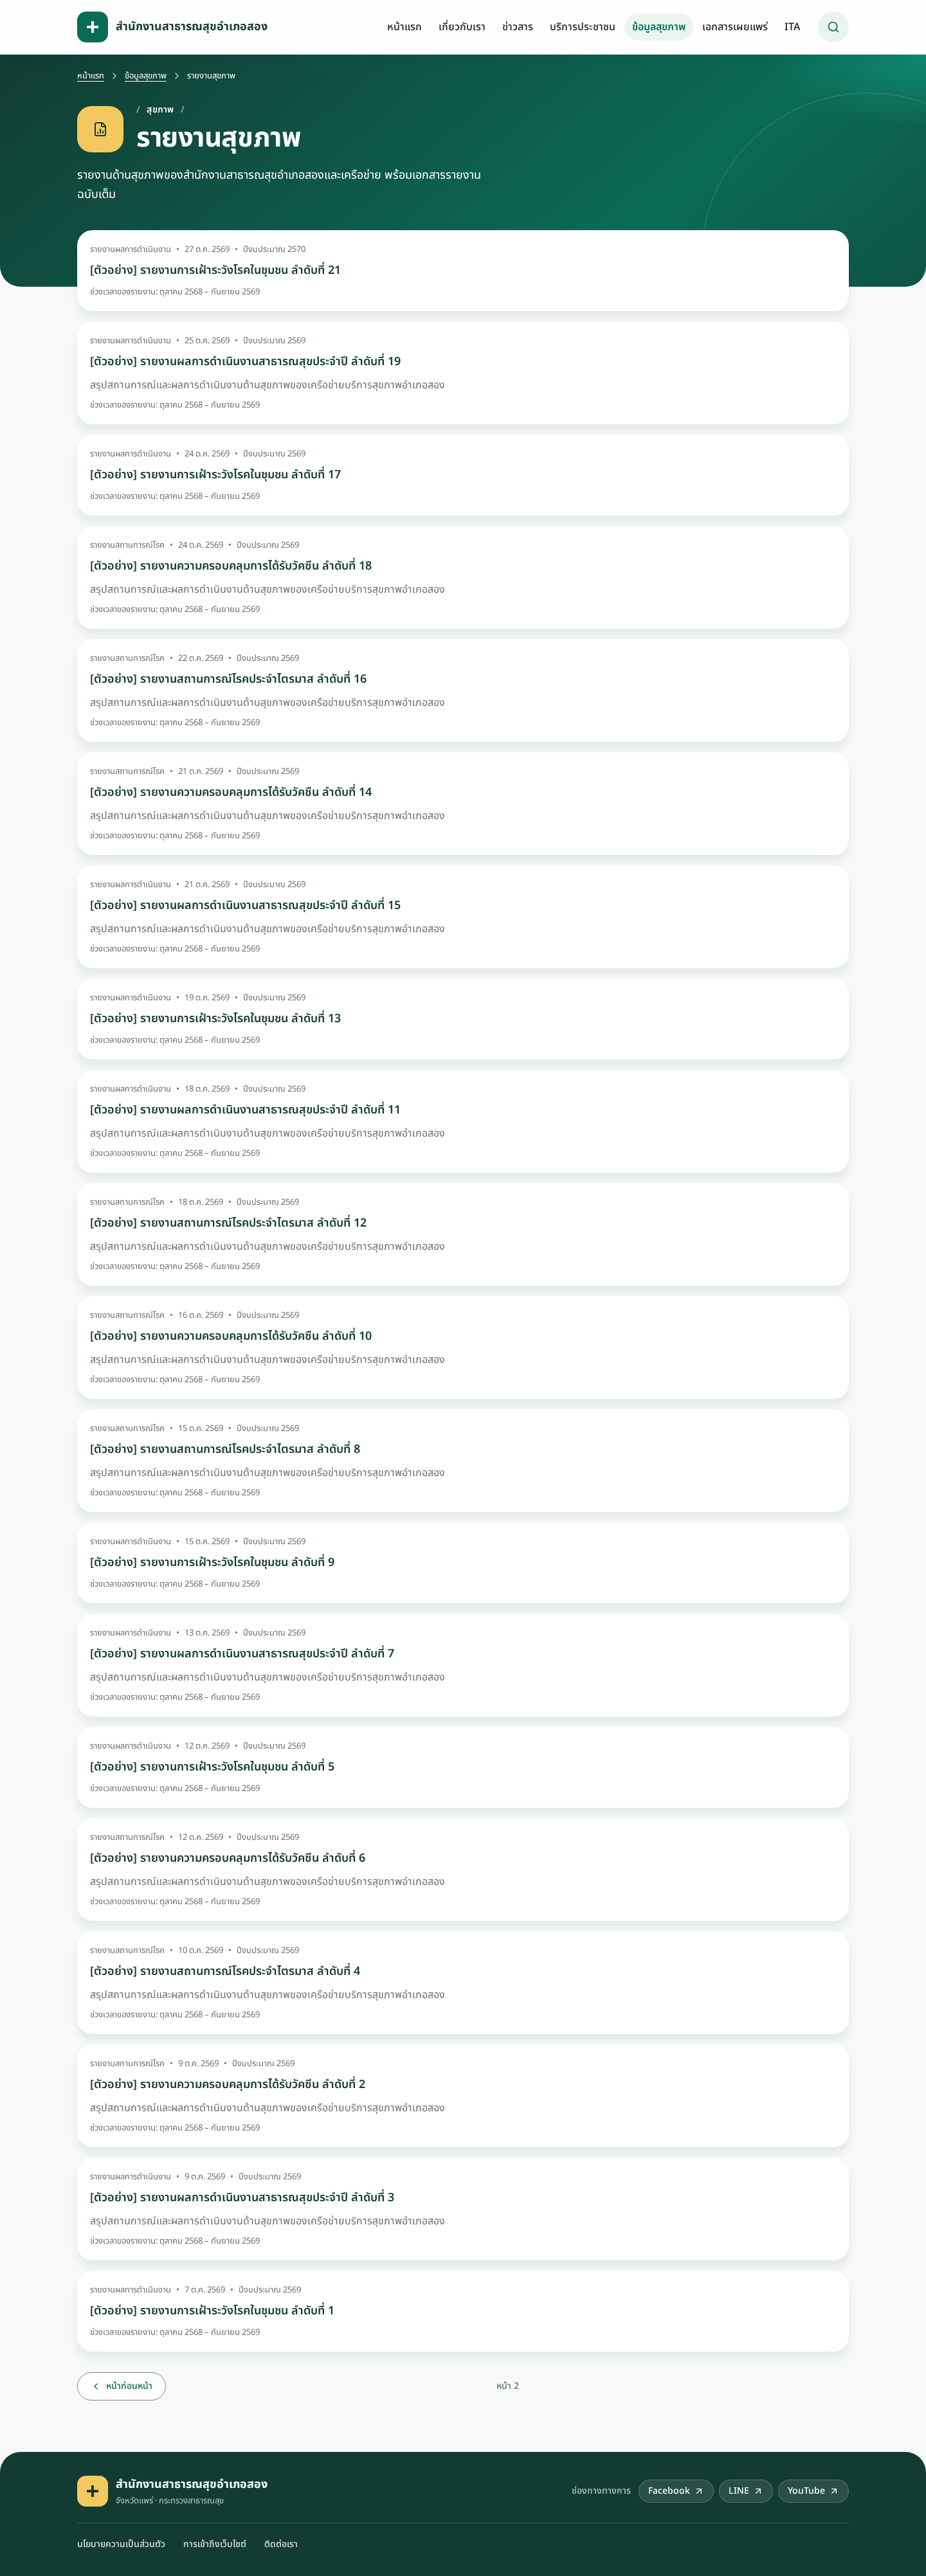 สำนักงานสาธารณสุขอำเภอสอง
หน้าแรก เกี่ยวกับเรา ข่าวสาร บริการประชาชน ข้อมูลสุขภาพ เอกสารเผยแพร่ ITA
หน้าแรก > ข้อมูลสุขภาพ > รายงานสุขภาพ
/ สุขภาพ /
รายงานสุขภาพ
รายงานด้านสุขภาพของสำนักงานสาธารณสุขอำเภอสองและเครือข่าย พร้อมเอกสารรายงาน
ฉบับเต็ม
รายงานผลการดำเนินงาน • 27 ต.ค. 2569 • ปีงบประมาณ 2570
[ตัวอย่าง] รายงานการเฝ้าระวังโรคในชุมชน ลำดับที่ 21
ช่วงเวลาของรายงาน: ตุลาคม 2568 – กันยายน 2569
รายงานผลการดำเนินงาน • 25 ต.ค. 2569 • ปีงบประมาณ 2569
[ตัวอย่าง] รายงานผลการดำเนินงานสาธารณสุขประจำปี ลำดับที่ 19
สรุปสถานการณ์และผลการดำเนินงานด้านสุขภาพของเครือข่ายบริการสุขภาพอำเภอสอง
ช่วงเวลาของรายงาน: ตุลาคม 2568 – กันยายน 2569
รายงานผลการดำเนินงาน • 24 ต.ค. 2569 • ปีงบประมาณ 2569
[ตัวอย่าง] รายงานการเฝ้าระวังโรคในชุมชน ลำดับที่ 17
ช่วงเวลาของรายงาน: ตุลาคม 2568 – กันยายน 2569
รายงานสถานการณ์โรค • 24 ต.ค. 2569 • ปีงบประมาณ 2569
[ตัวอย่าง] รายงานความครอบคลุมการได้รับวัคซีน ลำดับที่ 18
สรุปสถานการณ์และผลการดำเนินงานด้านสุขภาพของเครือข่ายบริการสุขภาพอำเภอสอง
ช่วงเวลาของรายงาน: ตุลาคม 2568 – กันยายน 2569
รายงานสถานการณ์โรค • 22 ต.ค. 2569 • ปีงบประมาณ 2569
[ตัวอย่าง] รายงานสถานการณ์โรคประจำไตรมาส ลำดับที่ 16
สรุปสถานการณ์และผลการดำเนินงานด้านสุขภาพของเครือข่ายบริการสุขภาพอำเภอสอง
ช่วงเวลาของรายงาน: ตุลาคม 2568 – กันยายน 2569
รายงานสถานการณ์โรค • 21 ต.ค. 2569 • ปีงบประมาณ 2569
[ตัวอย่าง] รายงานความครอบคลุมการได้รับวัคซีน ลำดับที่ 14
สรุปสถานการณ์และผลการดำเนินงานด้านสุขภาพของเครือข่ายบริการสุขภาพอำเภอสอง
ช่วงเวลาของรายงาน: ตุลาคม 2568 – กันยายน 2569
รายงานผลการดำเนินงาน • 21 ต.ค. 2569 • ปีงบประมาณ 2569
[ตัวอย่าง] รายงานผลการดำเนินงานสาธารณสุขประจำปี ลำดับที่ 15
สรุปสถานการณ์และผลการดำเนินงานด้านสุขภาพของเครือข่ายบริการสุขภาพอำเภอสอง
ช่วงเวลาของรายงาน: ตุลาคม 2568 – กันยายน 2569
รายงานผลการดำเนินงาน • 19 ต.ค. 2569 • ปีงบประมาณ 2569
[ตัวอย่าง] รายงานการเฝ้าระวังโรคในชุมชน ลำดับที่ 13
ช่วงเวลาของรายงาน: ตุลาคม 2568 – กันยายน 2569
รายงานผลการดำเนินงาน • 18 ต.ค. 2569 • ปีงบประมาณ 2569
[ตัวอย่าง] รายงานผลการดำเนินงานสาธารณสุขประจำปี ลำดับที่ 11
สรุปสถานการณ์และผลการดำเนินงานด้านสุขภาพของเครือข่ายบริการสุขภาพอำเภอสอง
ช่วงเวลาของรายงาน: ตุลาคม 2568 – กันยายน 2569
รายงานสถานการณ์โรค • 18 ต.ค. 2569 • ปีงบประมาณ 2569
[ตัวอย่าง] รายงานสถานการณ์โรคประจำไตรมาส ลำดับที่ 12
สรุปสถานการณ์และผลการดำเนินงานด้านสุขภาพของเครือข่ายบริการสุขภาพอำเภอสอง
ช่วงเวลาของรายงาน: ตุลาคม 2568 – กันยายน 2569
รายงานสถานการณ์โรค • 16 ต.ค. 2569 • ปีงบประมาณ 2569
[ตัวอย่าง] รายงานความครอบคลุมการได้รับวัคซีน ลำดับที่ 10
สรุปสถานการณ์และผลการดำเนินงานด้านสุขภาพของเครือข่ายบริการสุขภาพอำเภอสอง
ช่วงเวลาของรายงาน: ตุลาคม 2568 – กันยายน 2569
รายงานสถานการณ์โรค • 15 ต.ค. 2569 • ปีงบประมาณ 2569
[ตัวอย่าง] รายงานสถานการณ์โรคประจำไตรมาส ลำดับที่ 8
สรุปสถานการณ์และผลการดำเนินงานด้านสุขภาพของเครือข่ายบริการสุขภาพอำเภอสอง
ช่วงเวลาของรายงาน: ตุลาคม 2568 – กันยายน 2569
รายงานผลการดำเนินงาน • 15 ต.ค. 2569 • ปีงบประมาณ 2569
[ตัวอย่าง] รายงานการเฝ้าระวังโรคในชุมชน ลำดับที่ 9
ช่วงเวลาของรายงาน: ตุลาคม 2568 – กันยายน 2569
รายงานผลการดำเนินงาน • 13 ต.ค. 2569 • ปีงบประมาณ 2569
[ตัวอย่าง] รายงานผลการดำเนินงานสาธารณสุขประจำปี ลำดับที่ 7
สรุปสถานการณ์และผลการดำเนินงานด้านสุขภาพของเครือข่ายบริการสุขภาพอำเภอสอง
ช่วงเวลาของรายงาน: ตุลาคม 2568 – กันยายน 2569
รายงานผลการดำเนินงาน • 12 ต.ค. 2569 • ปีงบประมาณ 2569
[ตัวอย่าง] รายงานการเฝ้าระวังโรคในชุมชน ลำดับที่ 5
ช่วงเวลาของรายงาน: ตุลาคม 2568 – กันยายน 2569
รายงานสถานการณ์โรค • 12 ต.ค. 2569 • ปีงบประมาณ 2569
[ตัวอย่าง] รายงานความครอบคลุมการได้รับวัคซีน ลำดับที่ 6
สรุปสถานการณ์และผลการดำเนินงานด้านสุขภาพของเครือข่ายบริการสุขภาพอำเภอสอง
ช่วงเวลาของรายงาน: ตุลาคม 2568 – กันยายน 2569
รายงานสถานการณ์โรค • 10 ต.ค. 2569 • ปีงบประมาณ 2569
[ตัวอย่าง] รายงานสถานการณ์โรคประจำไตรมาส ลำดับที่ 4
สรุปสถานการณ์และผลการดำเนินงานด้านสุขภาพของเครือข่ายบริการสุขภาพอำเภอสอง
ช่วงเวลาของรายงาน: ตุลาคม 2568 – กันยายน 2569
รายงานสถานการณ์โรค • 9 ต.ค. 2569 • ปีงบประมาณ 2569
[ตัวอย่าง] รายงานความครอบคลุมการได้รับวัคซีน ลำดับที่ 2
สรุปสถานการณ์และผลการดำเนินงานด้านสุขภาพของเครือข่ายบริการสุขภาพอำเภอสอง
ช่วงเวลาของรายงาน: ตุลาคม 2568 – กันยายน 2569
รายงานผลการดำเนินงาน • 9 ต.ค. 2569 • ปีงบประมาณ 2569
[ตัวอย่าง] รายงานผลการดำเนินงานสาธารณสุขประจำปี ลำดับที่ 3
สรุปสถานการณ์และผลการดำเนินงานด้านสุขภาพของเครือข่ายบริการสุขภาพอำเภอสอง
ช่วงเวลาของรายงาน: ตุลาคม 2568 – กันยายน 2569
รายงานผลการดำเนินงาน • 7 ต.ค. 2569 • ปีงบประมาณ 2569
[ตัวอย่าง] รายงานการเฝ้าระวังโรคในชุมชน ลำดับที่ 1
ช่วงเวลาของรายงาน: ตุลาคม 2568 – กันยายน 2569
หน้าก่อนหน้า หน้า 2
สำนักงานสาธารณสุขอำเภอสอง
จังหวัดแพร่ · กระทรวงสาธารณสุข
ช่องทางทางการ Facebook LINE YouTube
นโยบายความเป็นส่วนตัว การเข้าถึงเว็บไซต์ ติดต่อเรา